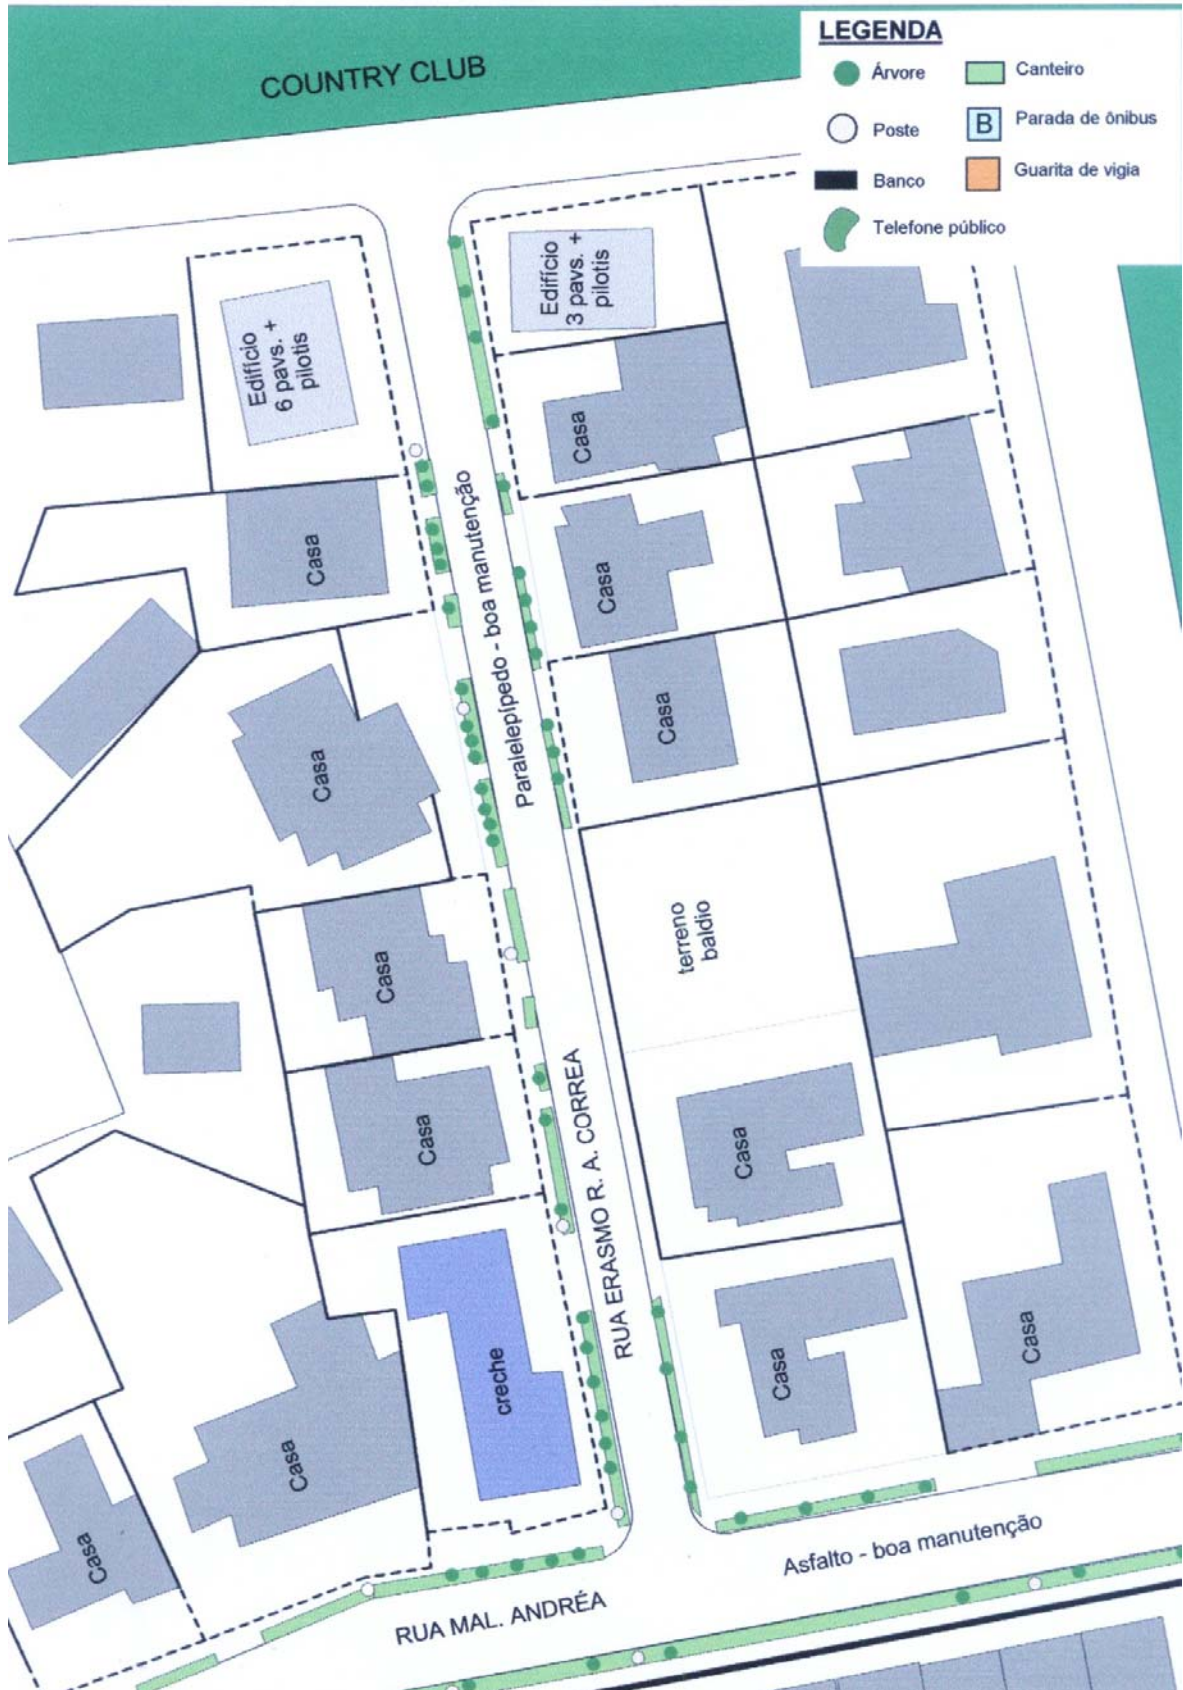 COUNTRY CLUB
LEGENDA
Árvore
Canteiro
Poste
B
Parada de ônibus
Banco
Guarita de vigia
Telefone público
Edifício
6 pavs. +
pilotis
Edifício
3 pavs. +
pilotis
Casa
Casa
Casa
Casa
Casa
Casa
Casa
Casa
creche
Casa
Casa
terreno
baldio
Casa
Casa
Casa
Paralelepípedo - boa manutenção
RUA ERASMO R. A. CORREA
Asfalto - boa manutenção
RUA MAL. ANDRÉA